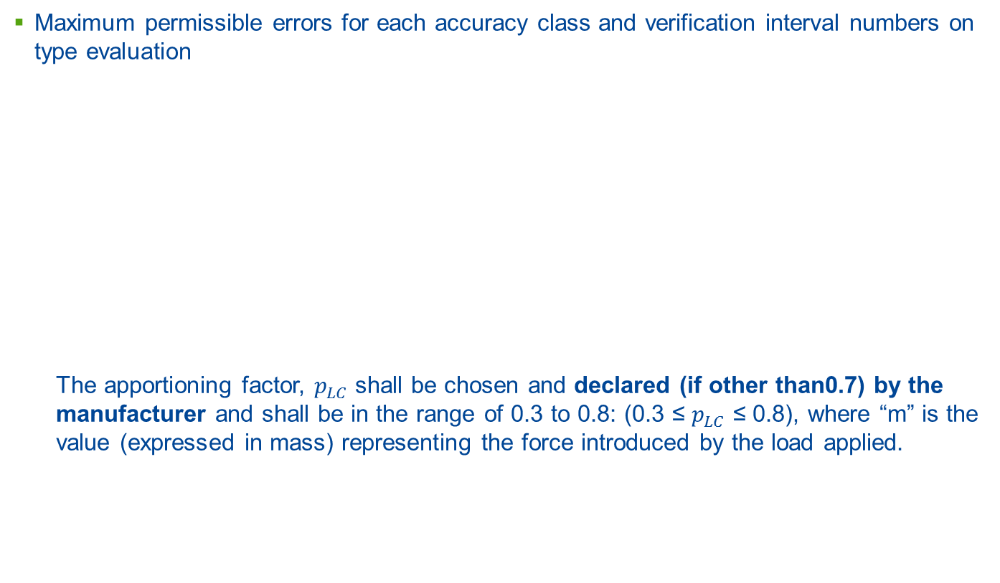 ▪ Maximum permissible errors for each accuracy class and verification interval numbers on
type evaluation
The apportioning factor, p_LC shall be chosen and declared (if other than0.7) by the
manufacturer and shall be in the range of 0.3 to 0.8: (0.3 ≤ p_LC ≤ 0.8), where “m” is the
value (expressed in mass) representing the force introduced by the load applied.